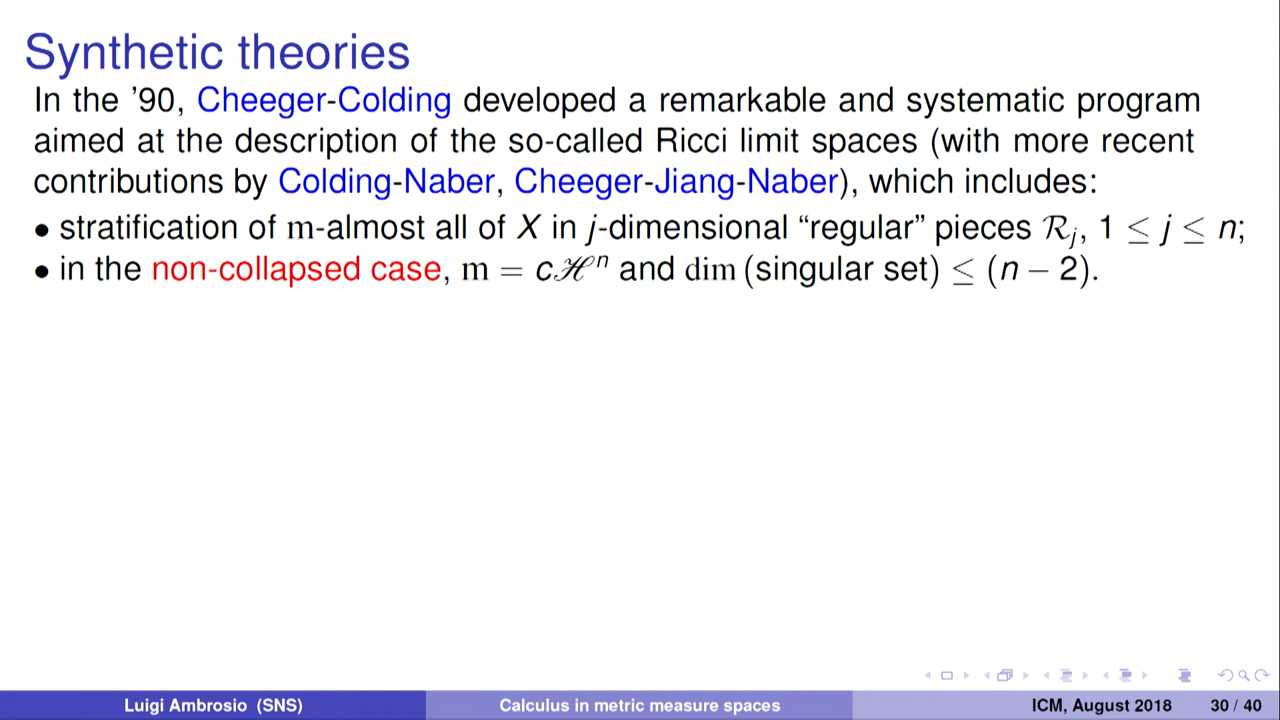 Synthetic theories
In the ’90, Cheeger-Colding developed a remarkable and systematic program
aimed at the description of the so-called Ricci limit spaces (with more recent
contributions by Colding-Naber, Cheeger-Jiang-Naber), which includes:
• stratification of m-almost all of X in j-dimensional “regular” pieces ℛⱼ, 1 ≤ j ≤ n;
• in the non-collapsed case, m = cℋⁿ and dim (singular set) ≤ (n − 2).
Luigi Ambrosio (SNS) Calculus in metric measure spaces ICM, August 2018 30 / 40